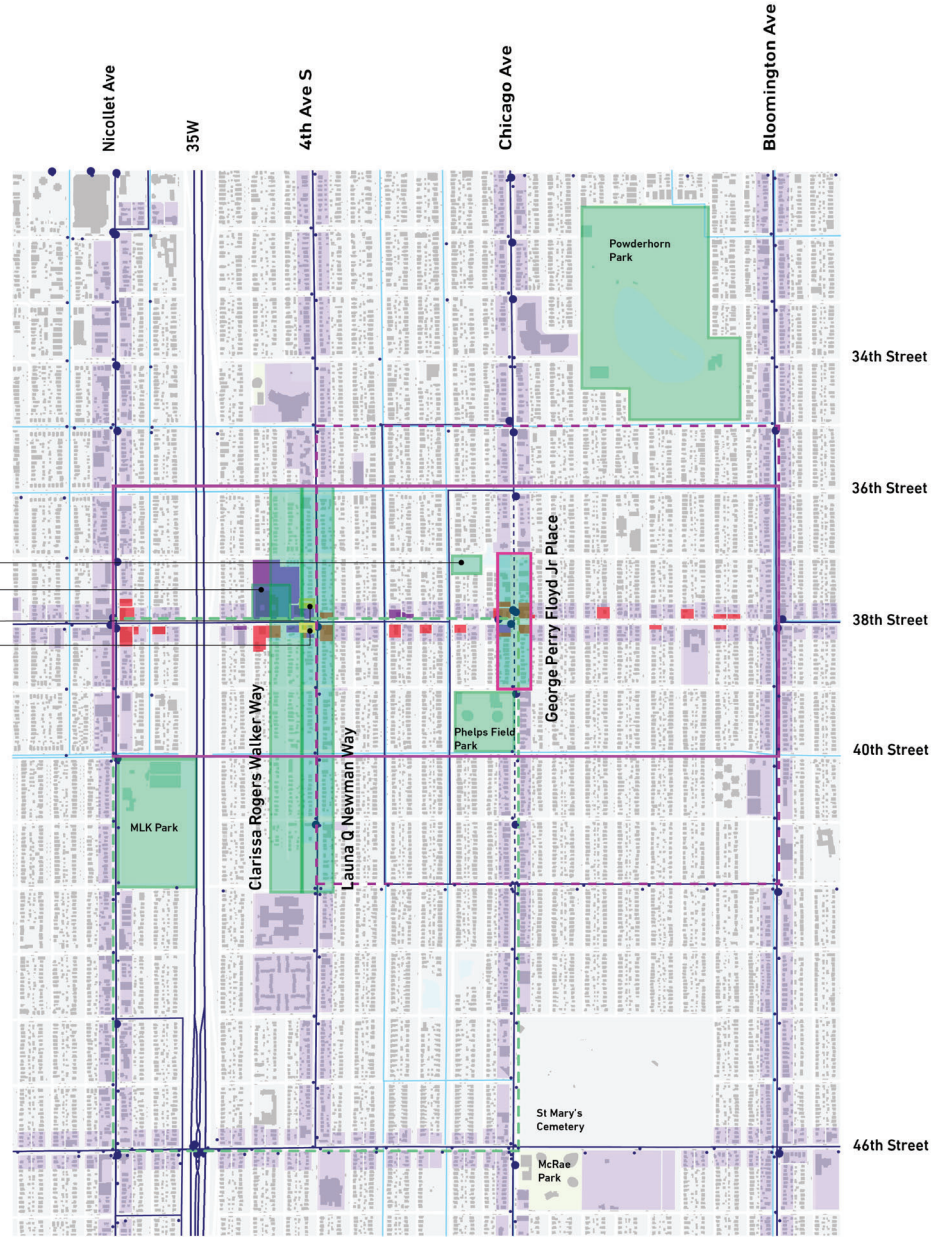 Nicollet Ave
35W
4th Ave S
Chicago Ave
Bloomington Ave
Powderhorn
Park
34th Street
36th Street
George Perry Floyd Jr Place
38th Street
Clarissa Rogers Walker Way
Launa Q Newman Way
Phelps Field
Park
40th Street
MLK Park
St Mary's
Cemetery
46th Street
McRae
Park